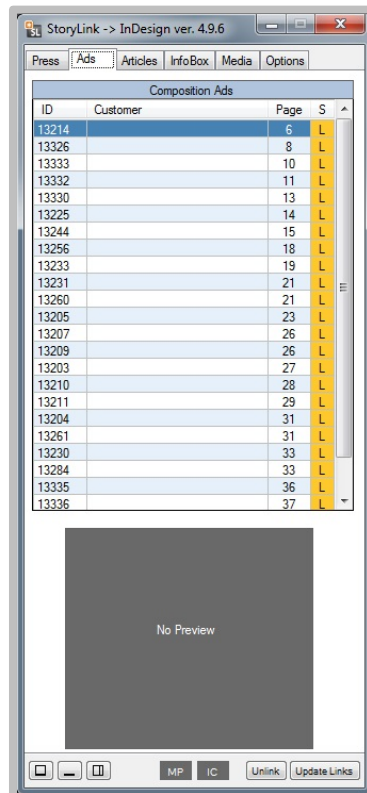 SL StoryLink -> InDesign ver. 4.9.6
Press Ads Articles InfoBox Media Options
Composition Ads
ID Customer Page S
13214 6 L
13326 8 L
13333 10 L
13332 11 L
13330 13 L
13225 14 L
13244 15 L
13256 18 L
13233 19 L
13231 21 L
13260 21 L
13205 23 L
13207 26 L
13209 26 L
13203 27 L
13210 28 L
13211 29 L
13204 31 L
13261 31 L
13230 33 L
13284 33 L
13335 36 L
13336 37 L
No Preview
MP IC Unlink Update Links